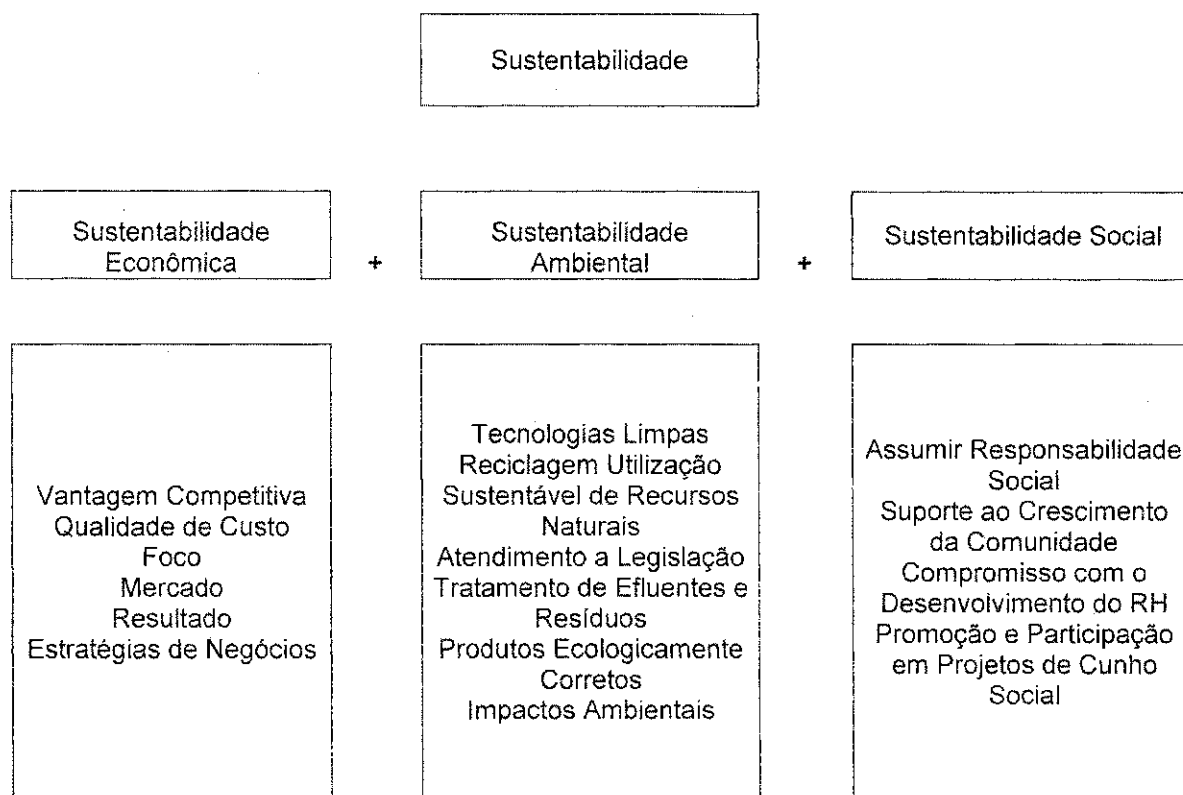 Sustentabilidade
Sustentabilidade
Econômica
+
Sustentabilidade
Ambiental
+
Sustentabilidade Social
Vantagem Competitiva
Qualidade de Custo
Foco
Mercado
Resultado
Estratégias de Negócios
Tecnologias Limpas
Reciclagem Utilização
Sustentável de Recursos
Naturais
Atendimento a Legislação
Tratamento de Efluentes e
Resíduos
Produtos Ecologicamente
Corretos
Impactos Ambientais
Assumir Responsabilidade
Social
Suporte ao Crescimento
da Comunidade
Compromisso com o
Desenvolvimento do RH
Promoção e Participação
em Projetos de Cunho
Social